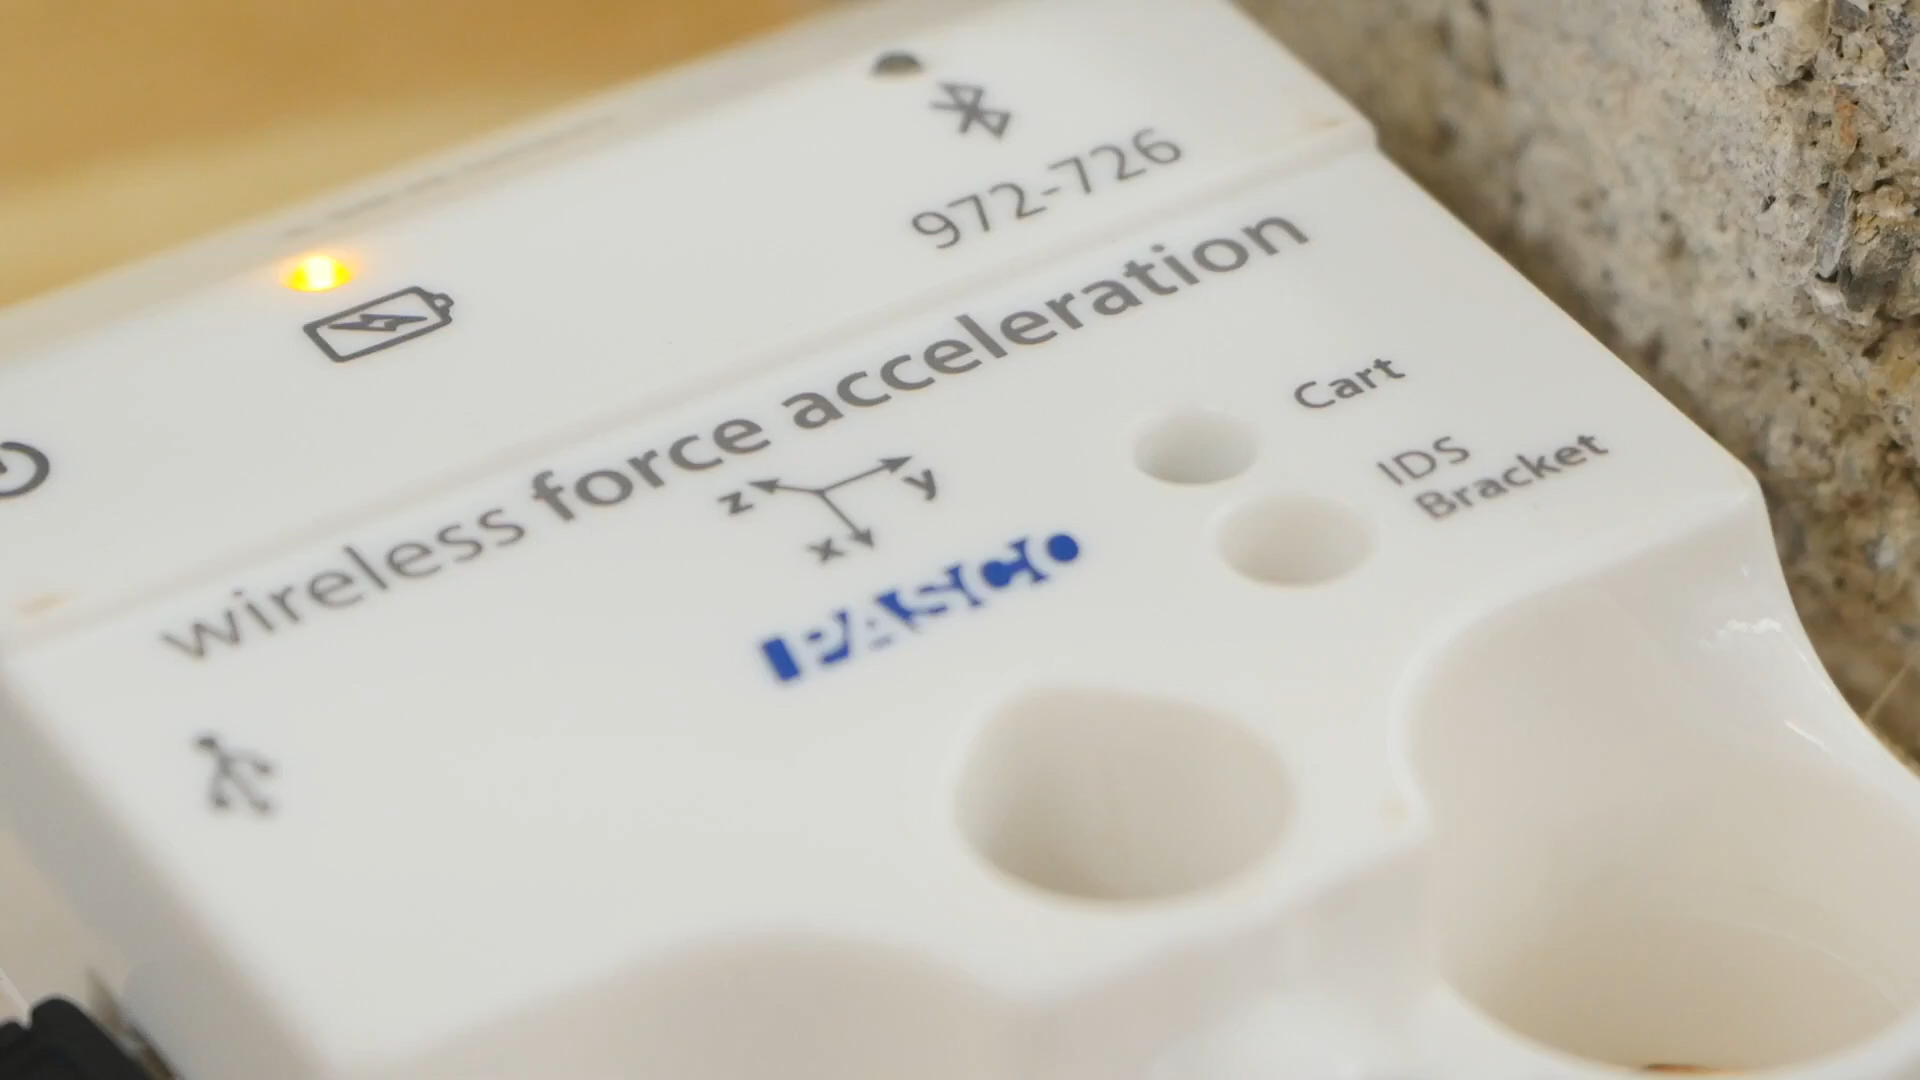 972-726
wireless force acceleration
Cart
z
y
IDS
Bracket
x
PASCO